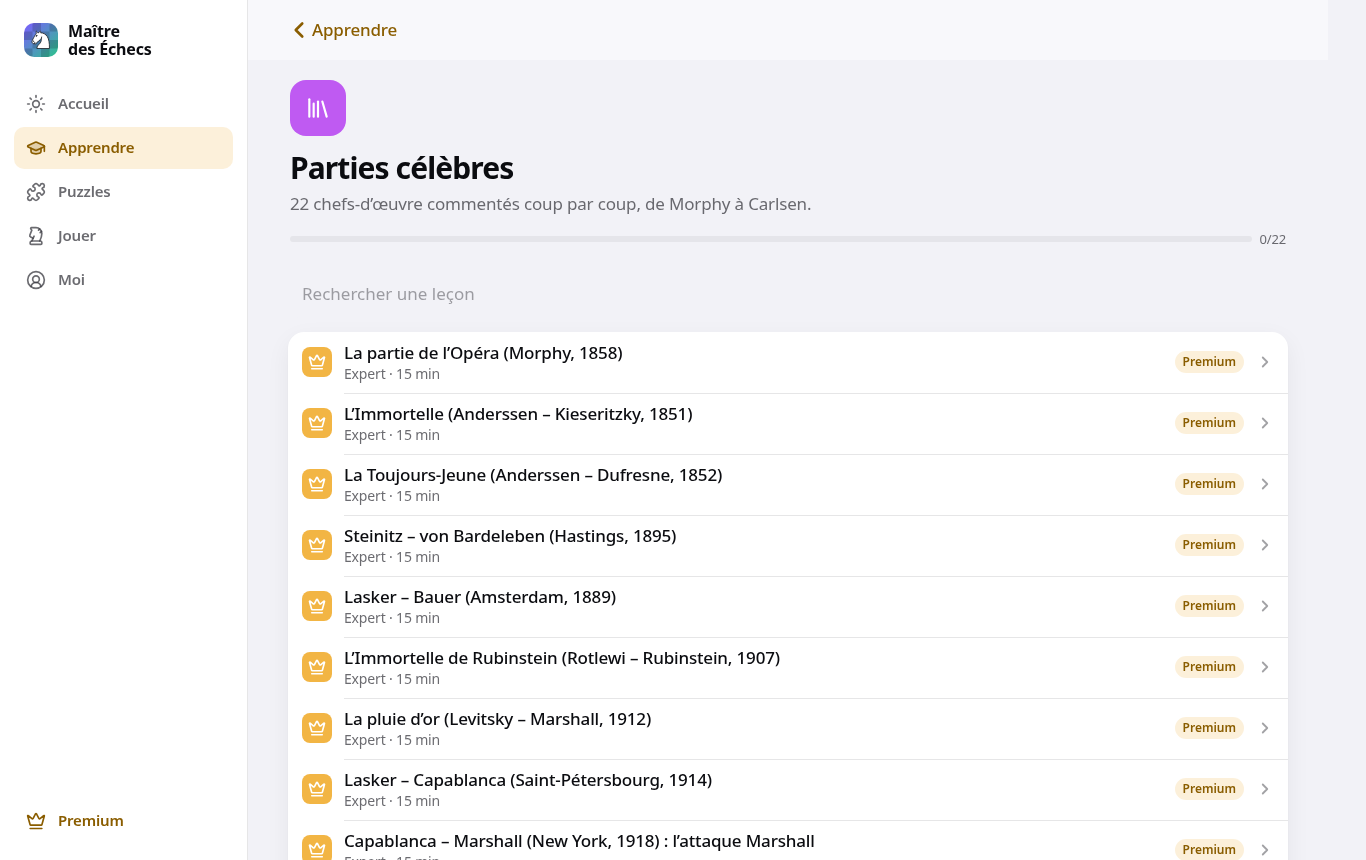 Maître
des Échecs
Accueil
Apprendre
Puzzles
Jouer
Moi
Premium
Apprendre
Parties célèbres
22 chefs-d’œuvre commentés coup par coup, de Morphy à Carlsen.
0/22
Rechercher une leçon
La partie de l’Opéra (Morphy, 1858)
Expert · 15 min
Premium
L’Immortelle (Anderssen – Kieseritzky, 1851)
Expert · 15 min
Premium
La Toujours-Jeune (Anderssen – Dufresne, 1852)
Expert · 15 min
Premium
Steinitz – von Bardeleben (Hastings, 1895)
Expert · 15 min
Premium
Lasker – Bauer (Amsterdam, 1889)
Expert · 15 min
Premium
L’Immortelle de Rubinstein (Rotlewi – Rubinstein, 1907)
Expert · 15 min
Premium
La pluie d’or (Levitsky – Marshall, 1912)
Expert · 15 min
Premium
Lasker – Capablanca (Saint-Pétersbourg, 1914)
Expert · 15 min
Premium
Capablanca – Marshall (New York, 1918) : l’attaque Marshall
Expert · 15 min
Premium